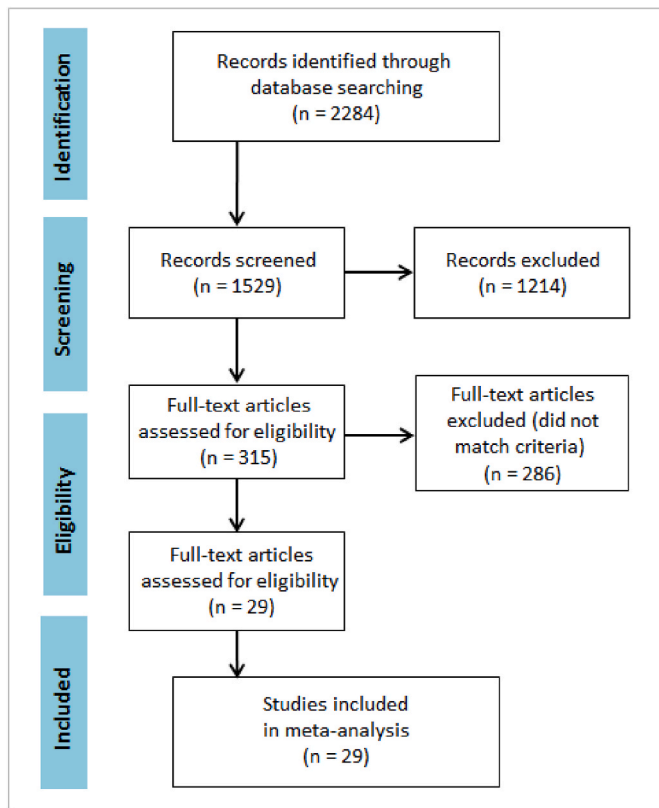 Identification
Records identified through
database searching
(n = 2284)
Screening
Records screened
(n = 1529)
Records excluded
(n = 1214)
Eligibility
Full-text articles
assessed for eligibility
(n = 315)
Full-text articles
excluded (did not
match criteria)
(n = 286)
Full-text articles
assessed for eligibility
(n = 29)
Included
Studies included
in meta-analysis
(n = 29)